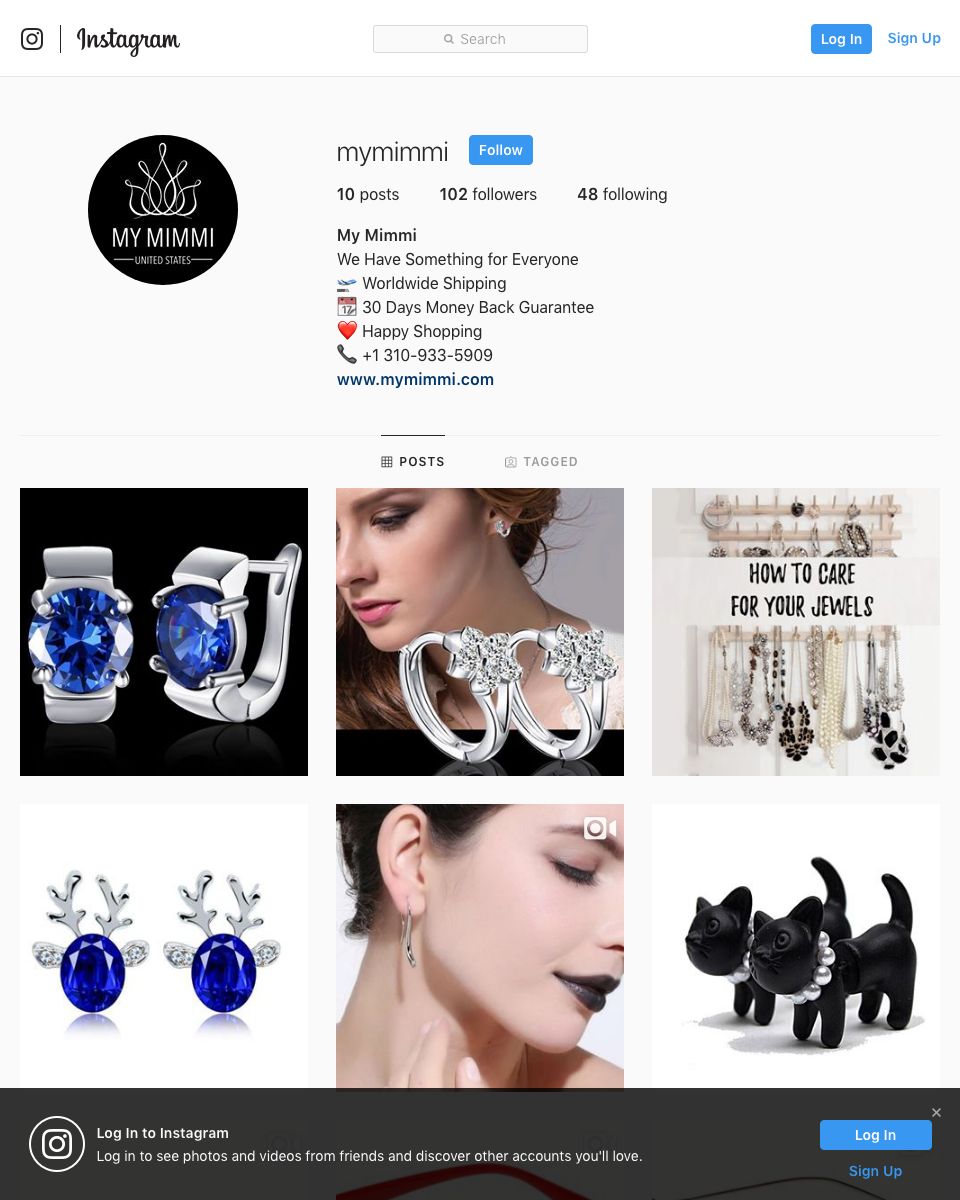 Instagram
Search
Log In
Sign Up
MY MIMMI
UNITED STATES
mymimmi
Follow
10 posts
102 followers
48 following
My Mimmi
We Have Something for Everyone
🛫 Worldwide Shipping
📆 30 Days Money Back Guarantee
❤️ Happy Shopping
📞 +1 310-933-5909
www.mymimmi.com
POSTS
TAGGED
HOW TO CARE
FOR YOUR JEWELS
Log In to Instagram
Log in to see photos and videos from friends and discover other accounts you'll love.
Log In
Sign Up